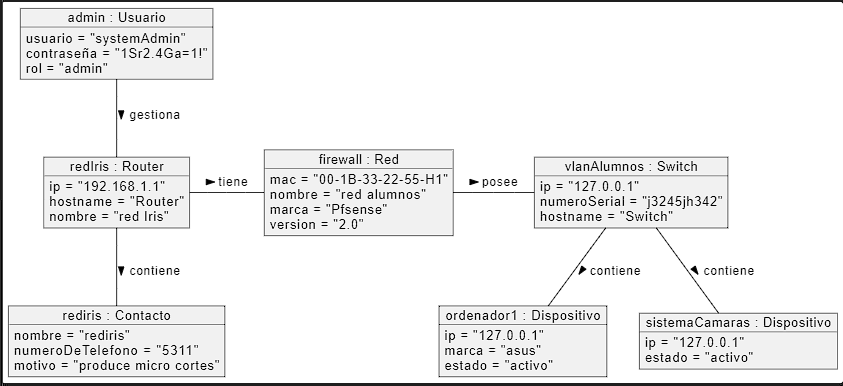 admin : Usuario
usuario = "systemAdmin"
contraseña = "1Sr2.4Ga=1!"
rol = "admin"
gestiona
redIris : Router
ip = "192.168.1.1"
hostname = "Router"
nombre = "red Iris"
tiene
firewall : Red
mac = "00-1B-33-22-55-H1"
nombre = "red alumnos"
marca = "Pfsense"
version = "2.0"
posee
vlanAlumnos : Switch
ip = "127.0.0.1"
numeroSerial = "j3245jh342"
hostname = "Switch"
contiene
contiene
contiene
rediris : Contacto
nombre = "rediris"
numeroDeTelefono = "5311"
motivo = "produce micro cortes"
ordenador1 : Dispositivo
ip = "127.0.0.1"
marca = "asus"
estado = "activo"
sistemaCamaras : Dispositivo
ip = "127.0.0.1"
estado = "activo"